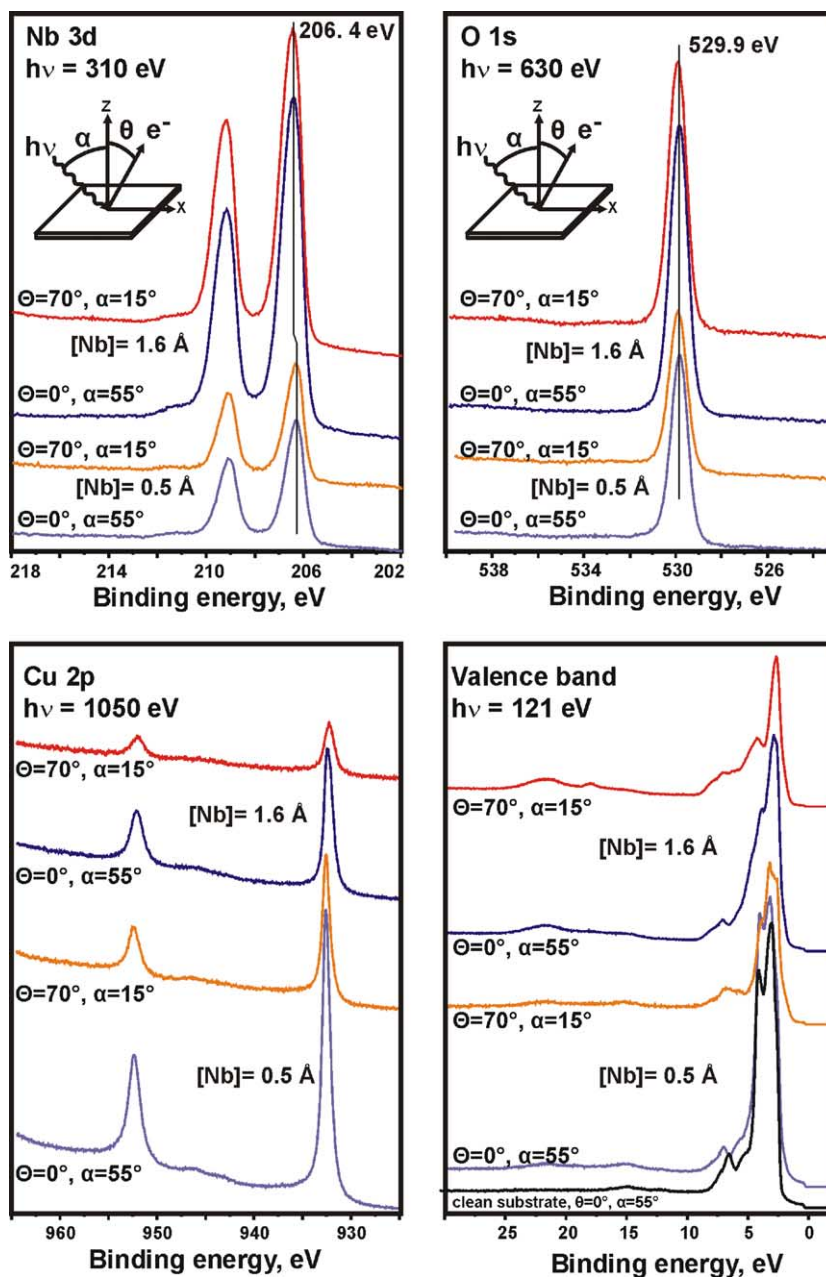 Nb 3d
hν = 310 eV
206. 4 eV
z
α
θ
e-
hν
x
Θ=70°, α=15°
[Nb]= 1.6 Å
Θ=0°, α=55°
Θ=70°, α=15°
[Nb]= 0.5 Å
Θ=0°, α=55°
218 214 210 206 202
Binding energy, eV
O 1s
hν = 630 eV
529.9 eV
z
α
θ
e-
hν
x
Θ=70°, α=15°
[Nb]= 1.6 Å
Θ=0°, α=55°
Θ=70°, α=15°
[Nb]= 0.5 Å
Θ=0°, α=55°
538 534 530 526
Binding energy, eV
Cu 2p
hν = 1050 eV
Θ=70°, α=15°
[Nb]= 1.6 Å
Θ=0°, α=55°
Θ=70°, α=15°
[Nb]= 0.5 Å
Θ=0°, α=55°
960 950 940 930
Binding energy, eV
Valence band
hν = 121 eV
Θ=70°, α=15°
[Nb]= 1.6 Å
Θ=0°, α=55°
Θ=70°, α=15°
[Nb]= 0.5 Å
Θ=0°, α=55°
clean substrate, θ=0°, α=55°
25 20 15 10 5 0
Binding energy, eV